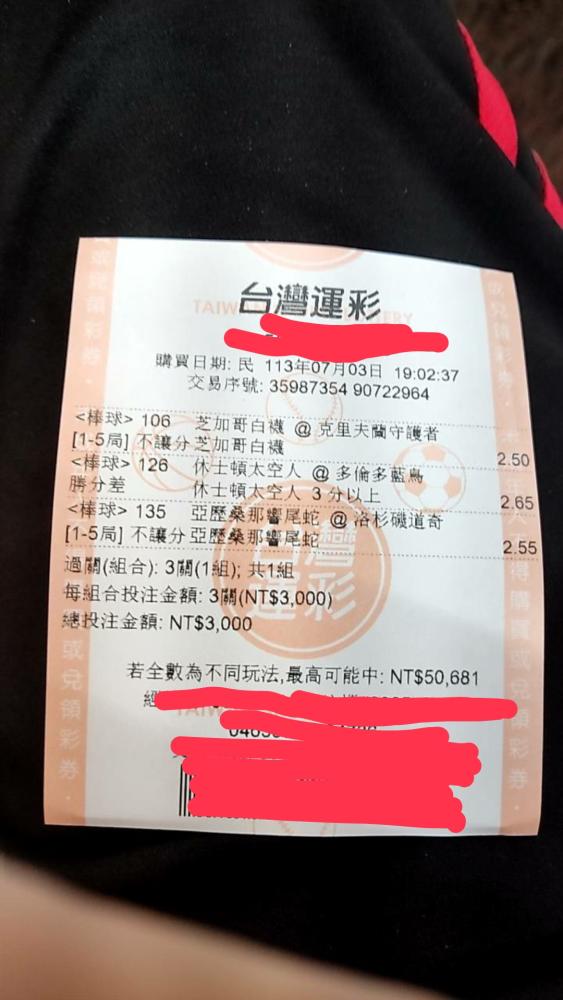 台灣運彩
購買日期: 民 113年07月03日 19:02:37
交易序號: 35987354 90722964
<棒球> 106 芝加哥白襪 @ 克里夫蘭守護者
[1-5局] 不讓分 芝加哥白襪 2.50
<棒球> 126 休士頓太空人 @ 多倫多藍鳥
勝分差 休士頓太空人 3 分以上 2.65
<棒球> 135 亞歷桑那響尾蛇 @ 洛杉磯道奇
[1-5局] 不讓分 亞歷桑那響尾蛇 2.55
過關(組合): 3關(1組); 共1組
每組合投注金額: 3關(NT$3,000)
總投注金額: NT$3,000
若全數為不同玩法,最高可能中: NT$50,681